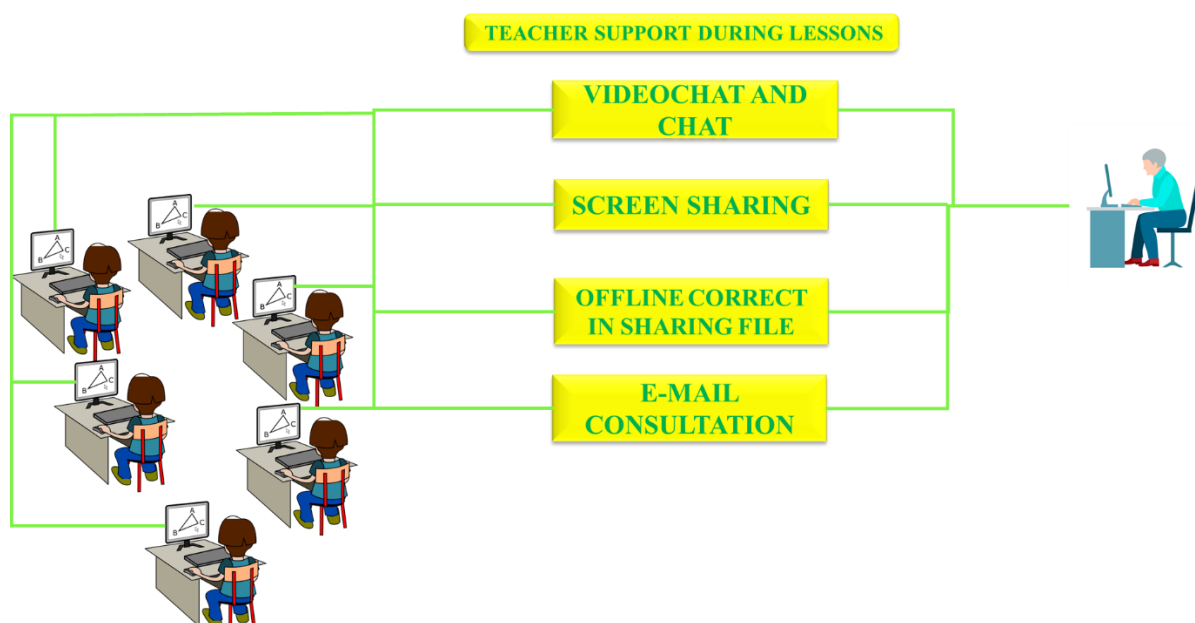 TEACHER SUPPORT DURING LESSONS
VIDEOCHAT AND
CHAT
SCREEN SHARING
OFFLINE CORRECT
IN SHARING FILE
E-MAIL
CONSULTATION
A
B
C
A
B
C
A
B
C
A
B
C
A
B
C
A
B
C